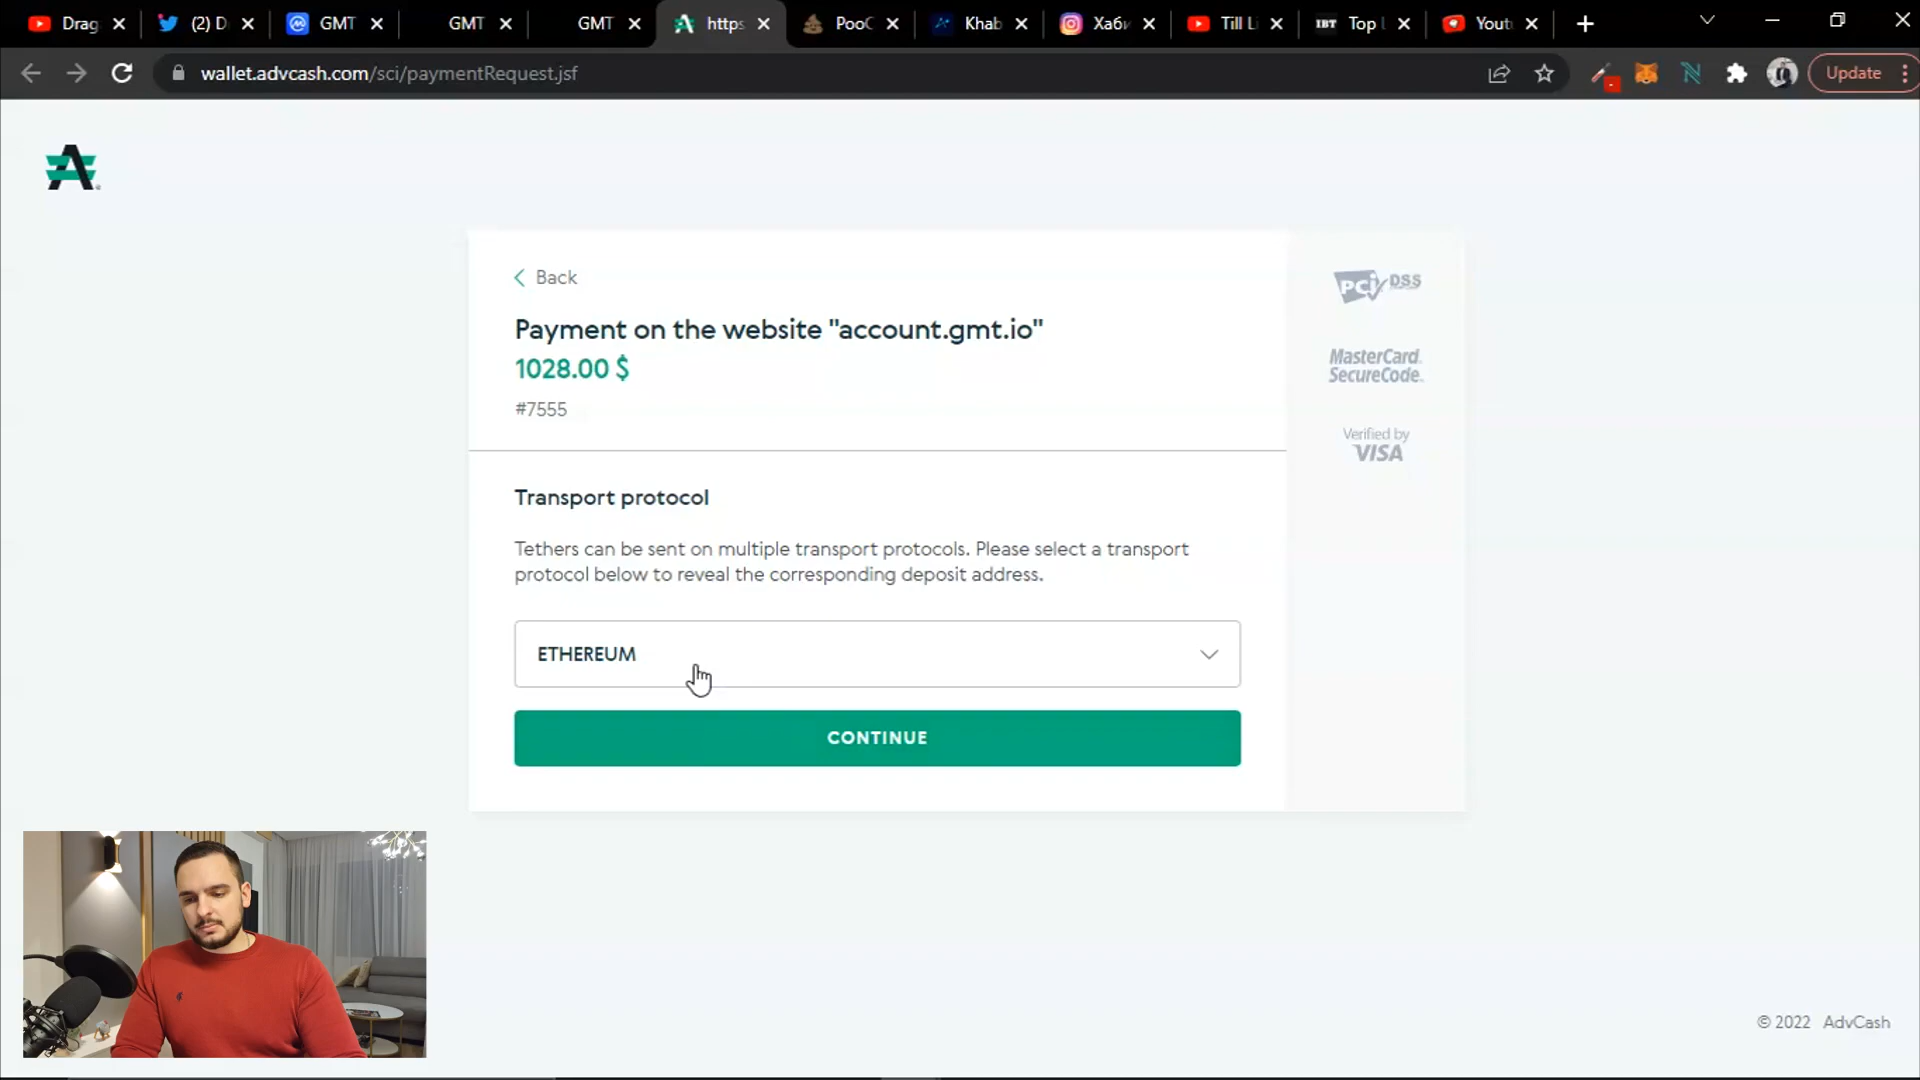 Drag
(2) D
GMT
GMT
GMT
https
PooC
Khab
Хаби
Till Li
IBT
Top l
Yout
wallet.advcash.com/sci/paymentRequest.jsf
Update
Back
Payment on the website "account.gmt.io"
1028.00 $
#7555
PCI DSS
MasterCard.
SecureCode.
Verified by
VISA
Transport protocol
Tethers can be sent on multiple transport protocols. Please select a transport
protocol below to reveal the corresponding deposit address.
ETHEREUM
CONTINUE
© 2022 AdvCash